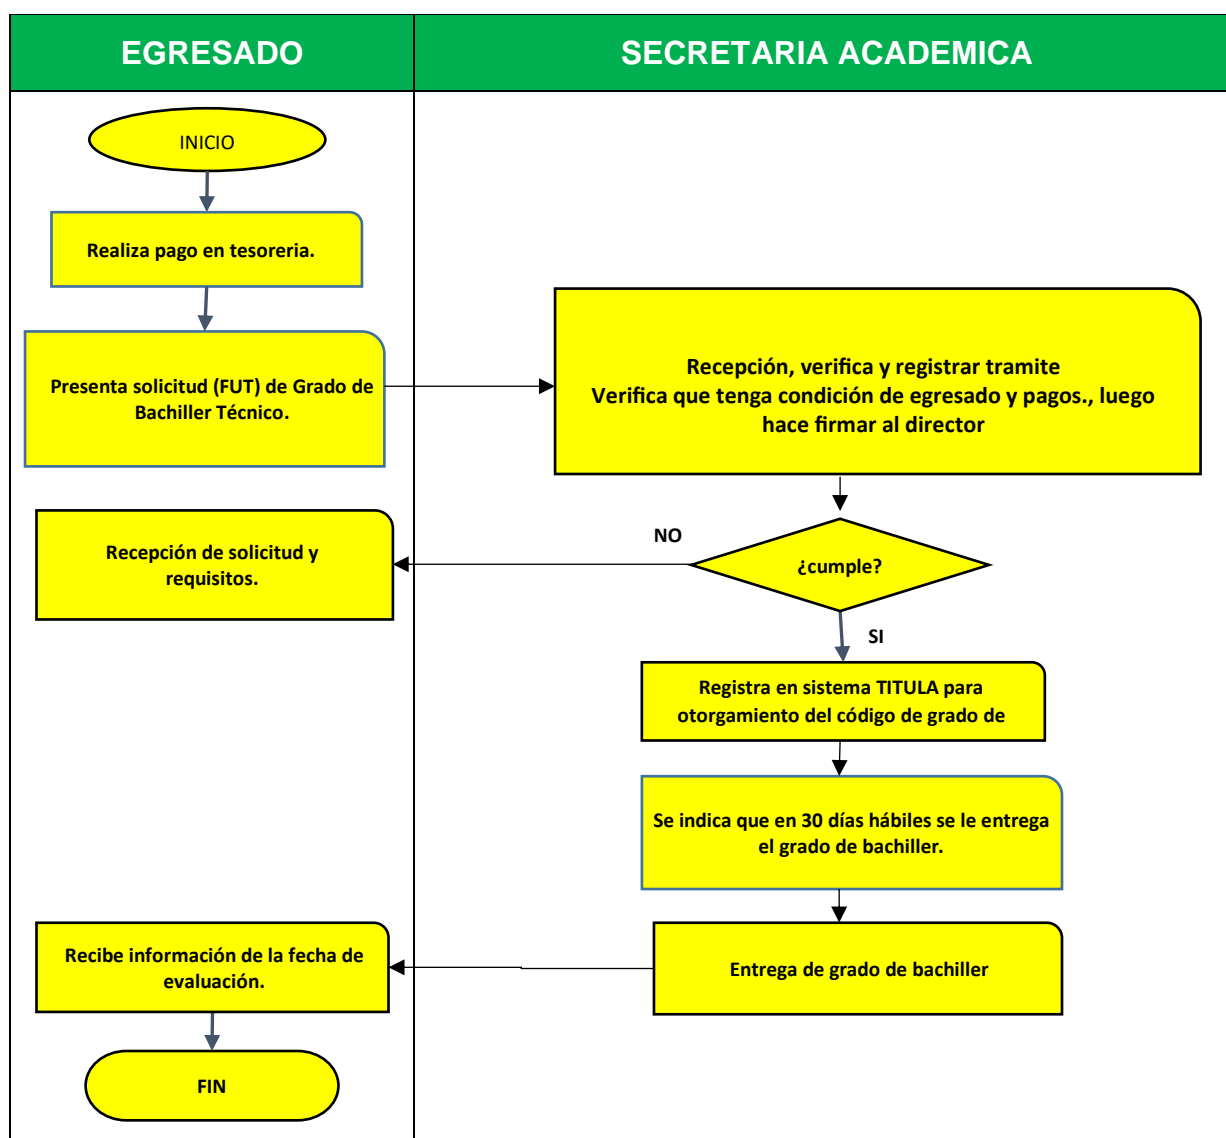 EGRESADO
SECRETARIA ACADEMICA
INICIO
Realiza pago en tesoreria.
Presenta solicitud (FUT) de Grado de
Bachiller Técnico.
Recepción, verifica y registrar tramite
Verifica que tenga condición de egresado y pagos., luego
hace firmar al director
NO
¿cumple?
Recepción de solicitud y
requisitos.
SI
Registra en sistema TITULA para
otorgamiento del código de grado de
Se indica que en 30 días hábiles se le entrega
el grado de bachiller.
Entrega de grado de bachiller
Recibe información de la fecha de
evaluación.
FIN